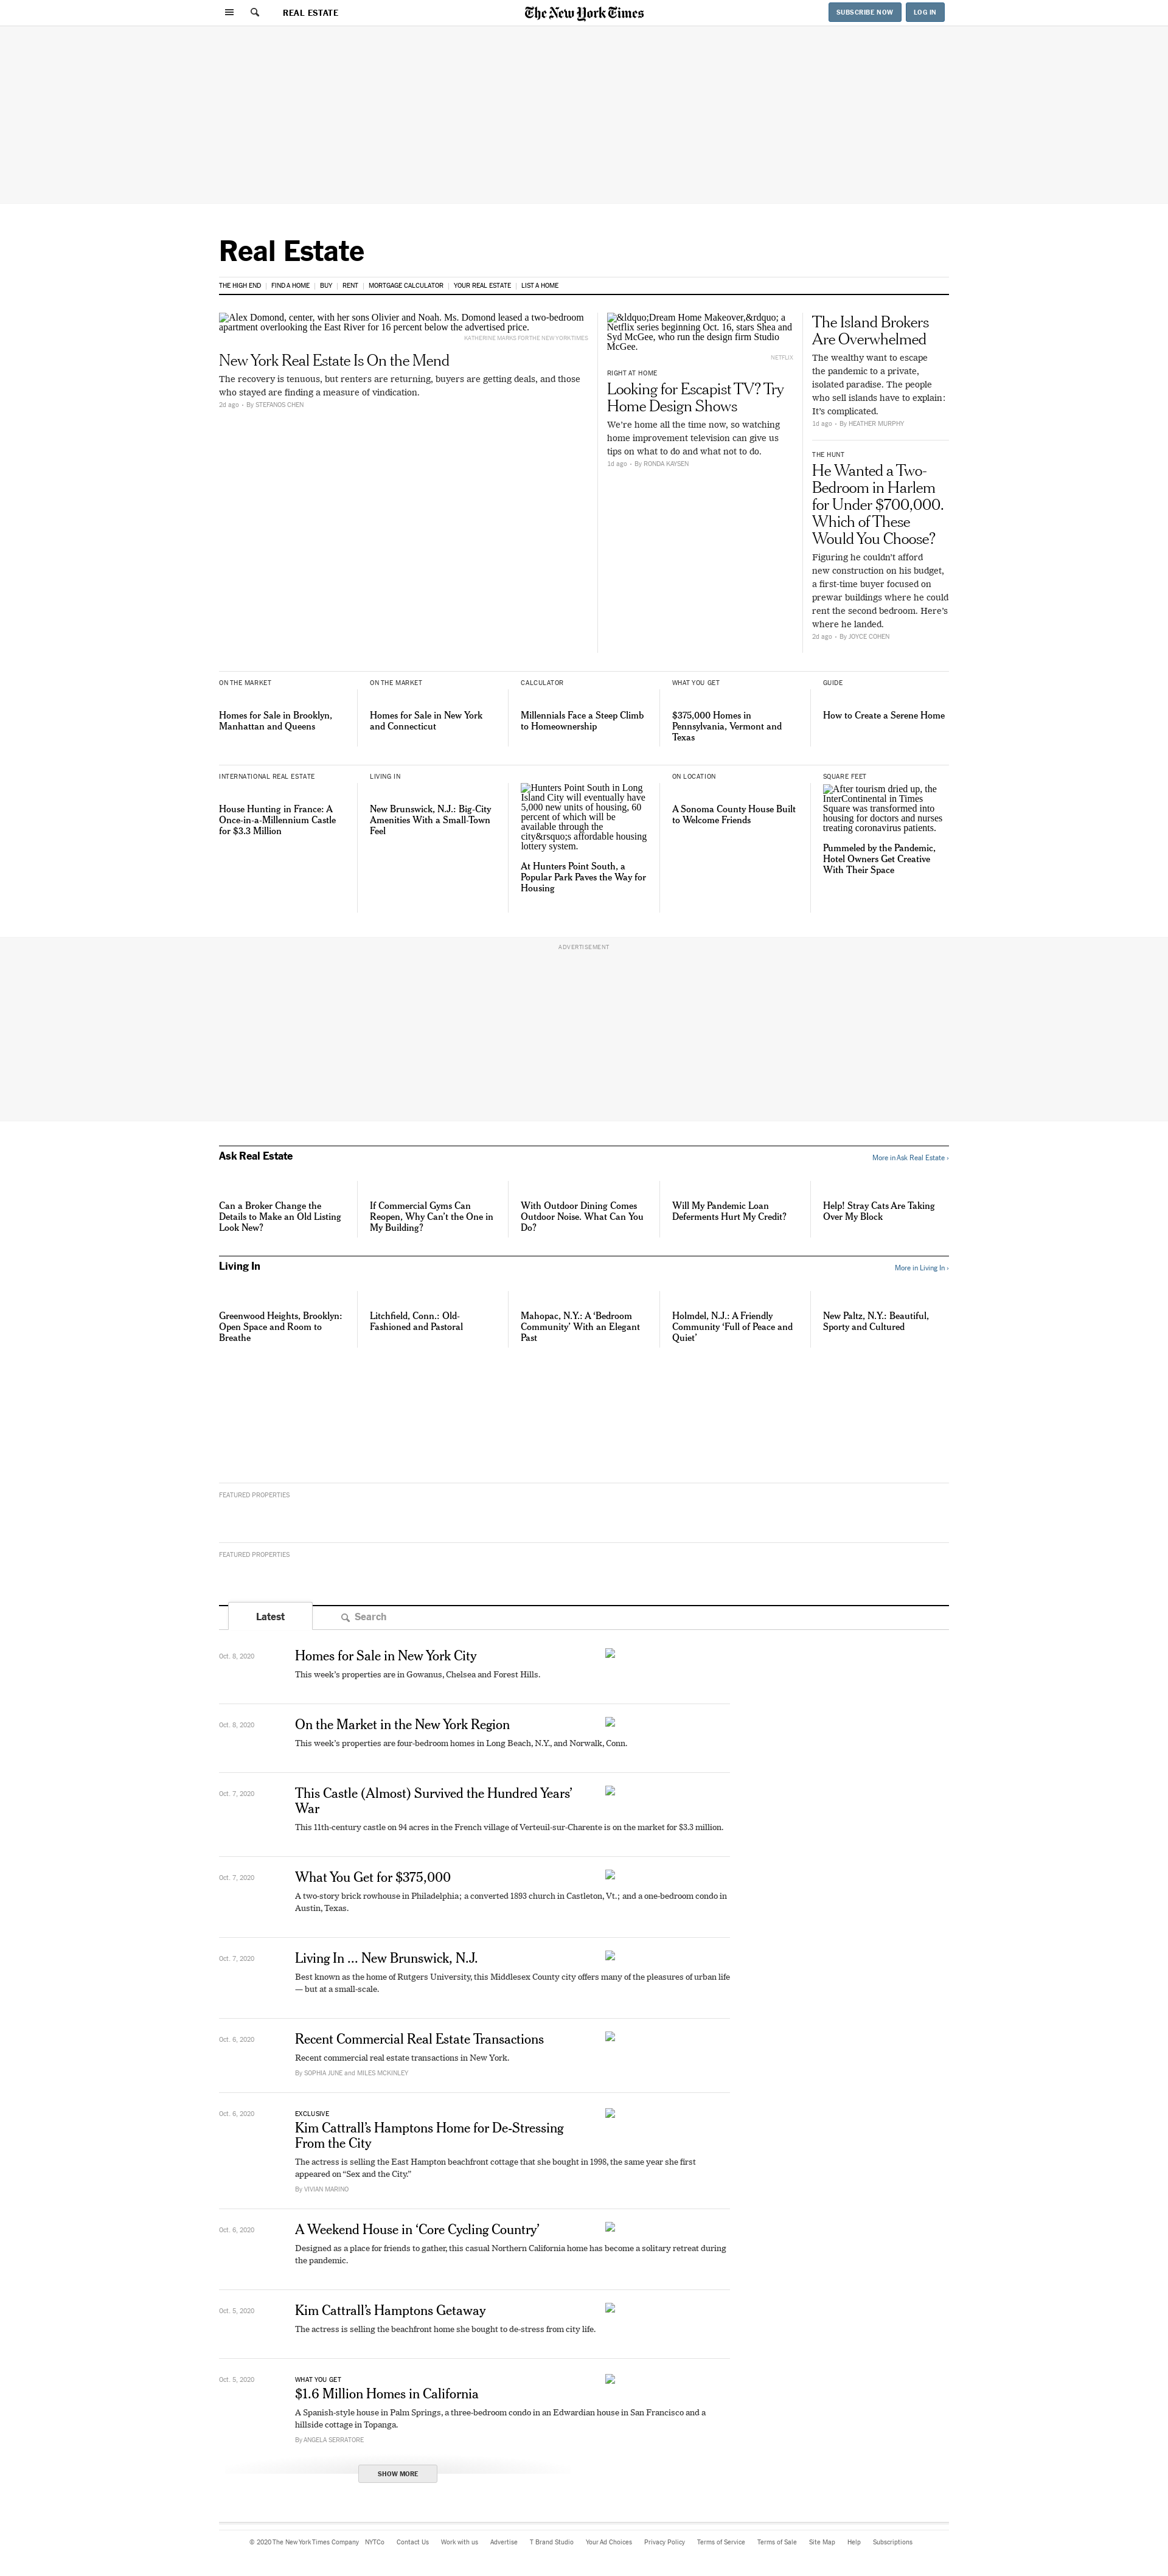 REAL ESTATE
The New York Times
SUBSCRIBE NOW
LOG IN
Real Estate
THE HIGH END | FIND A HOME | BUY | RENT | MORTGAGE CALCULATOR | YOUR REAL ESTATE | LIST A HOME
Alex Domond, center, with her sons Olivier and Noah. Ms. Domond leased a two-bedroom
apartment overlooking the East River for 16 percent below the advertised price.
KATHERINE MARKS FOR THE NEW YORK TIMES
New York Real Estate Is On the Mend
The recovery is tenuous, but renters are returning, buyers are getting deals, and those
who stayed are finding a measure of vindication.
2d ago - By STEFANOS CHEN
&ldquo;Dream Home Makeover,&rdquo; a
Netflix series beginning Oct. 16, stars Shea and
Syd McGee, who run the design firm Studio
McGee.
NETFLIX
RIGHT AT HOME
Looking for Escapist TV? Try
Home Design Shows
We're home all the time now, so watching
home improvement television can give us
tips on what to do and what not to do.
1d ago - By RONDA KAYSEN
The Island Brokers
Are Overwhelmed
The wealthy want to escape
the pandemic to a private,
isolated paradise. The people
who sell islands have to explain:
It's complicated.
1d ago - By HEATHER MURPHY
THE HUNT
He Wanted a Two-
Bedroom in Harlem
for Under $700,000.
Which of These
Would You Choose?
Figuring he couldn't afford
new construction on his budget,
a first-time buyer focused on
prewar buildings where he could
rent the second bedroom. Here's
where he landed.
2d ago - By JOYCE COHEN
ON THE MARKET
Homes for Sale in Brooklyn,
Manhattan and Queens
ON THE MARKET
Homes for Sale in New York
and Connecticut
CALCULATOR
Millennials Face a Steep Climb
to Homeownership
WHAT YOU GET
$375,000 Homes in
Pennsylvania, Vermont and
Texas
GUIDE
How to Create a Serene Home
INTERNATIONAL REAL ESTATE
House Hunting in France: A
Once-in-a-Millennium Castle
for $3.3 Million
LIVING IN
New Brunswick, N.J.: Big-City
Amenities With a Small-Town
Feel
Hunters Point South in Long
Island City will eventually have
5,000 new units of housing, 60
percent of which will be
available through the
city&rsquo;s affordable housing
lottery system.
At Hunters Point South, a
Popular Park Paves the Way for
Housing
ON LOCATION
A Sonoma County House Built
to Welcome Friends
SQUARE FEET
After tourism dried up, the
InterContinental in Times
Square was transformed into
housing for doctors and nurses
treating coronavirus patients.
Pummeled by the Pandemic,
Hotel Owners Get Creative
With Their Space
ADVERTISEMENT
Ask Real Estate
More in Ask Real Estate ›
Can a Broker Change the
Details to Make an Old Listing
Look New?
If Commercial Gyms Can
Reopen, Why Can't the One in
My Building?
With Outdoor Dining Comes
Outdoor Noise. What Can You
Do?
Will My Pandemic Loan
Deferments Hurt My Credit?
Help! Stray Cats Are Taking
Over My Block
Living In
More in Living In ›
Greenwood Heights, Brooklyn:
Open Space and Room to
Breathe
Litchfield, Conn.: Old-
Fashioned and Pastoral
Mahopac, N.Y.: A ‘Bedroom
Community’ With an Elegant
Past
Holmdel, N.J.: A Friendly
Community ‘Full of Peace and
Quiet’
New Paltz, N.Y.: Beautiful,
Sporty and Cultured
FEATURED PROPERTIES
FEATURED PROPERTIES
Latest
Search
Oct. 8, 2020
Homes for Sale in New York City
This week's properties are in Gowanus, Chelsea and Forest Hills.
Oct. 8, 2020
On the Market in the New York Region
This week's properties are four-bedroom homes in Long Beach, N.Y., and Norwalk, Conn.
Oct. 7, 2020
This Castle (Almost) Survived the Hundred Years’
War
This 11th-century castle on 94 acres in the French village of Verteuil-sur-Charente is on the market for $3.3 million.
Oct. 7, 2020
What You Get for $375,000
A two-story brick rowhouse in Philadelphia; a converted 1893 church in Castleton, Vt.; and a one-bedroom condo in
Austin, Texas.
Oct. 7, 2020
Living In ... New Brunswick, N.J.
Best known as the home of Rutgers University, this Middlesex County city offers many of the pleasures of urban life
— but at a small-scale.
Oct. 6, 2020
Recent Commercial Real Estate Transactions
Recent commercial real estate transactions in New York.
By SOPHIA JUNE and MILES MCKINLEY
Oct. 6, 2020
EXCLUSIVE
Kim Cattrall’s Hamptons Home for De-Stressing
From the City
The actress is selling the East Hampton beachfront cottage that she bought in 1998, the same year she first
appeared on “Sex and the City.”
By VIVIAN MARINO
Oct. 6, 2020
A Weekend House in ‘Core Cycling Country’
Designed as a place for friends to gather, this casual Northern California home has become a solitary retreat during
the pandemic.
Oct. 5, 2020
Kim Cattrall’s Hamptons Getaway
The actress is selling the beachfront home she bought to de-stress from city life.
Oct. 5, 2020
WHAT YOU GET
$1.6 Million Homes in California
A Spanish-style house in Palm Springs, a three-bedroom condo in an Edwardian house in San Francisco and a
hillside cottage in Topanga.
By ANGELA SERRATORE
SHOW MORE
© 2020 The New York Times Company NYTCo Contact Us Work with us Advertise T Brand Studio Your Ad Choices Privacy Policy Terms of Service Terms of Sale Site Map Help Subscriptions